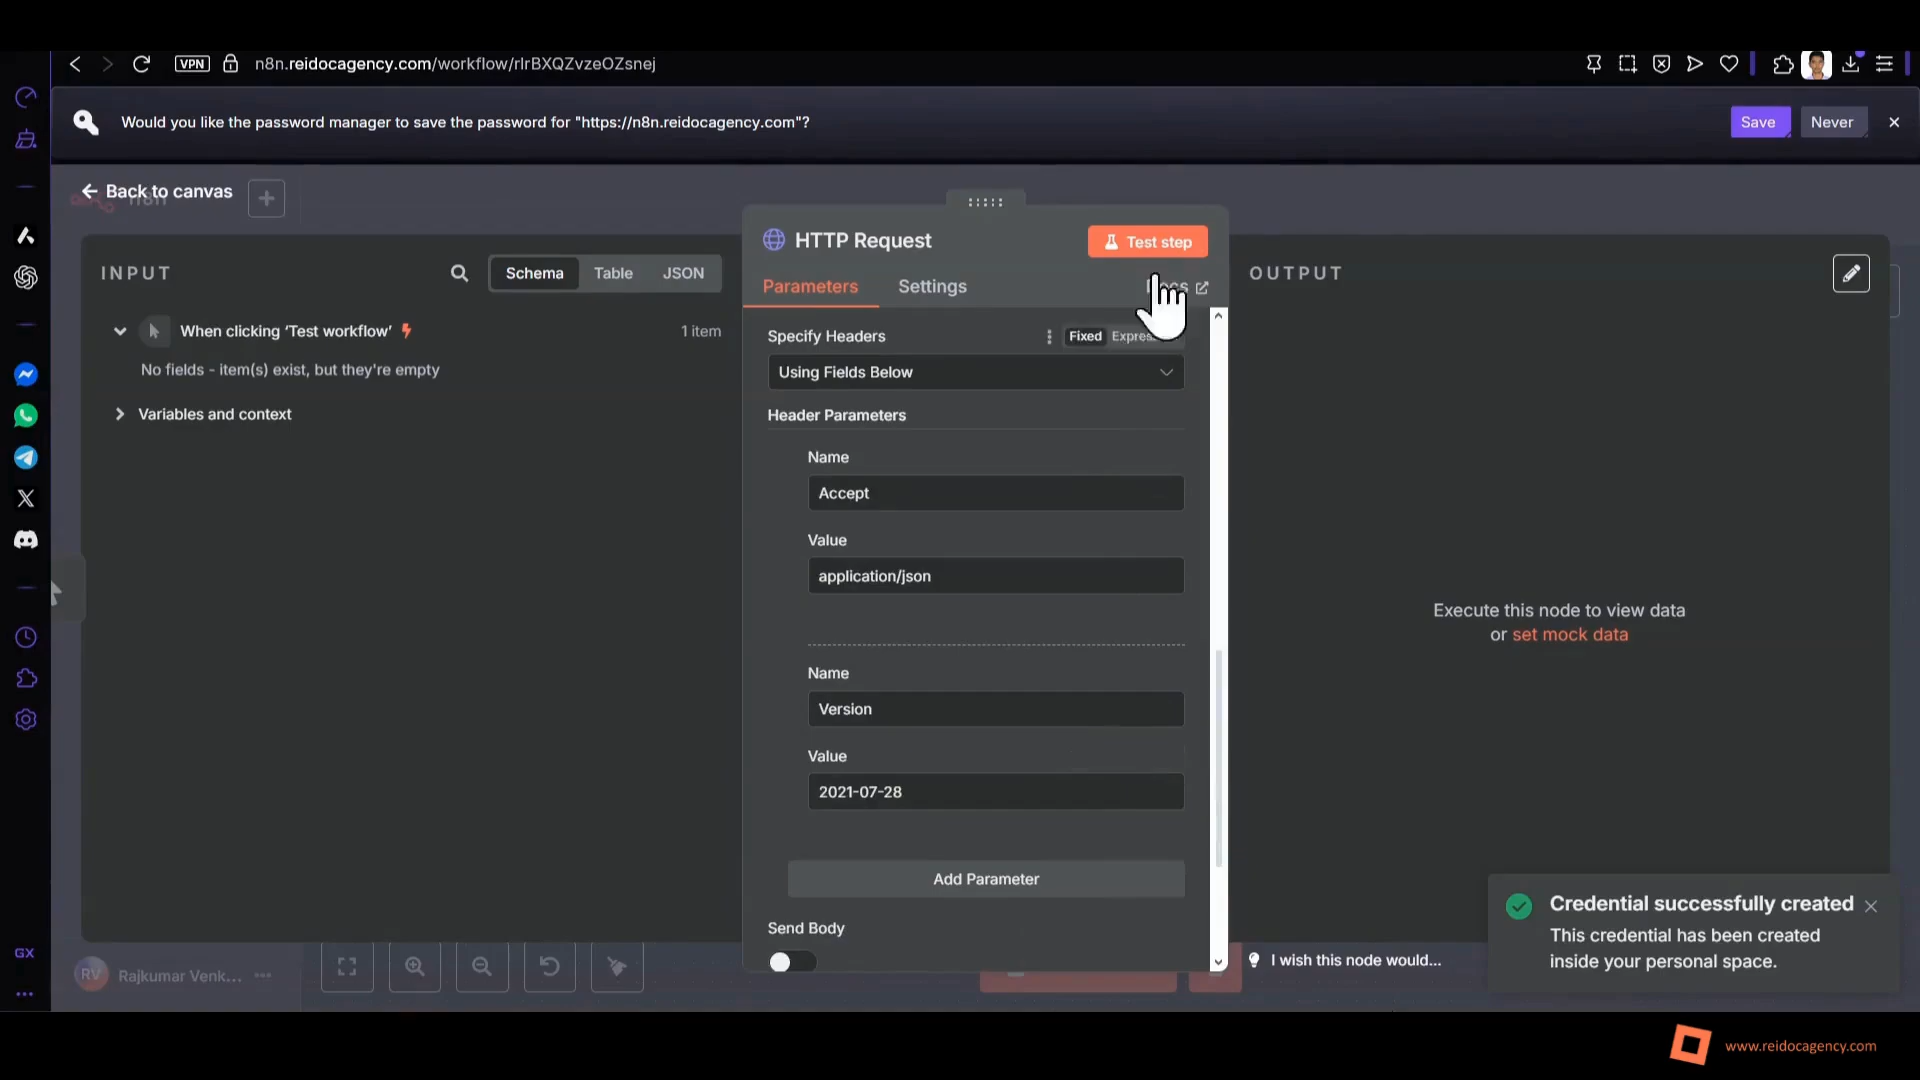 VPN
n8n.reidocagency.com/workflow/rIrBXQZvzeOZsnej
Would you like the password manager to save the password for "https://n8n.reidocagency.com"?
Save
Never
Back to canvas
n8n
INPUT
Schema
Table
JSON
When clicking ‘Test workflow’
1 item
No fields - item(s) exist, but they're empty
Variables and context
HTTP Request
Test step
Parameters
Settings
Specify Headers
Fixed
Using Fields Below
Header Parameters
Name
Accept
Value
application/json
Name
Version
Value
2021-07-28
Add Parameter
Send Body
OUTPUT
Execute this node to view data
or set mock data
I wish this node would...
Credential successfully created
This credential has been created
inside your personal space.
GX
RV
Rajkumar Venk...
www.reidocagency.com